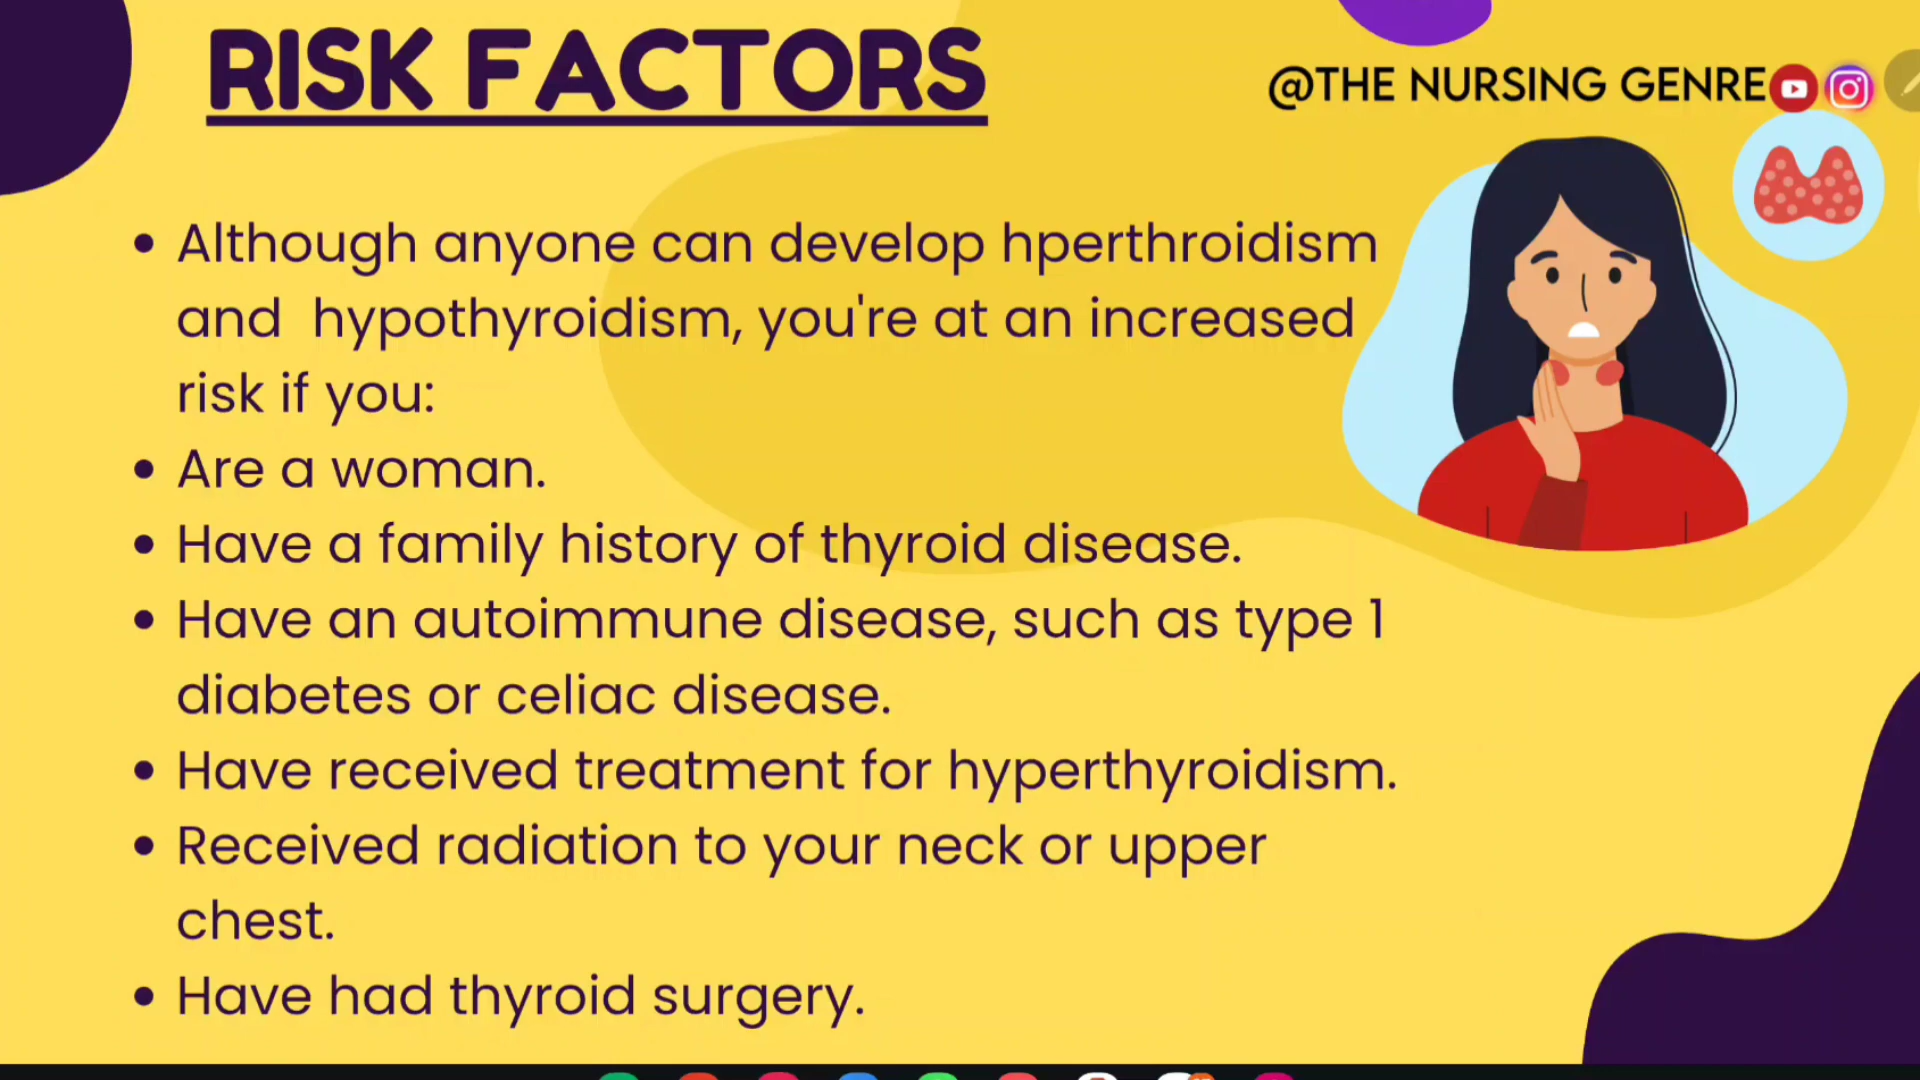 RISK FACTORS
@THE NURSING GENRE
• Although anyone can develop hperthroidism
and  hypothyroidism, you're at an increased
risk if you:
• Are a woman.
• Have a family history of thyroid disease.
• Have an autoimmune disease, such as type 1
diabetes or celiac disease.
• Have received treatment for hyperthyroidism.
• Received radiation to your neck or upper
chest.
• Have had thyroid surgery.